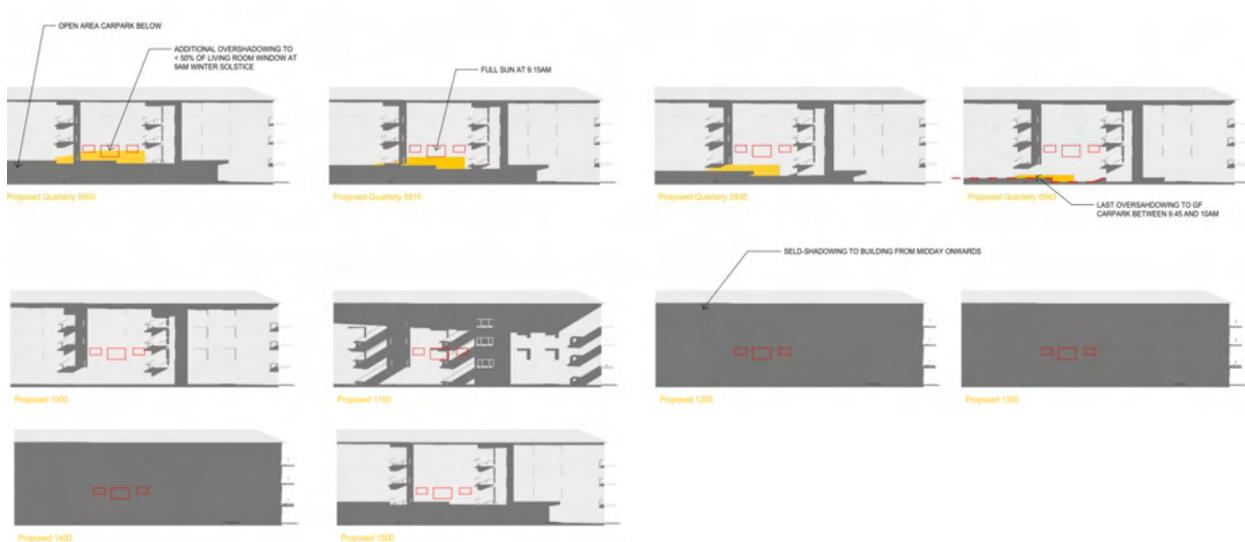 OPEN AREA CARPARK BELOW
ADDITIONAL OVERSHADOWING TO
< 50% OF LIVING ROOM WINDOW AT
9AM WINTER SOLSTICE
FULL SUN AT 9.15AM
Proposed Quarterly 0900
Proposed Quarterly 0915
Proposed Quarterly 0930
Proposed Quarterly 0945
LAST OVERSAHDOWING TO GF
CARPARK BETWEEN 9.45 AND 10AM
SELD-SHADOWING TO BUILDING FROM MIDDAY ONWARDS
Proposed 1000
Proposed 1100
Proposed 1200
Proposed 1300
Proposed 1400
Proposed 1500